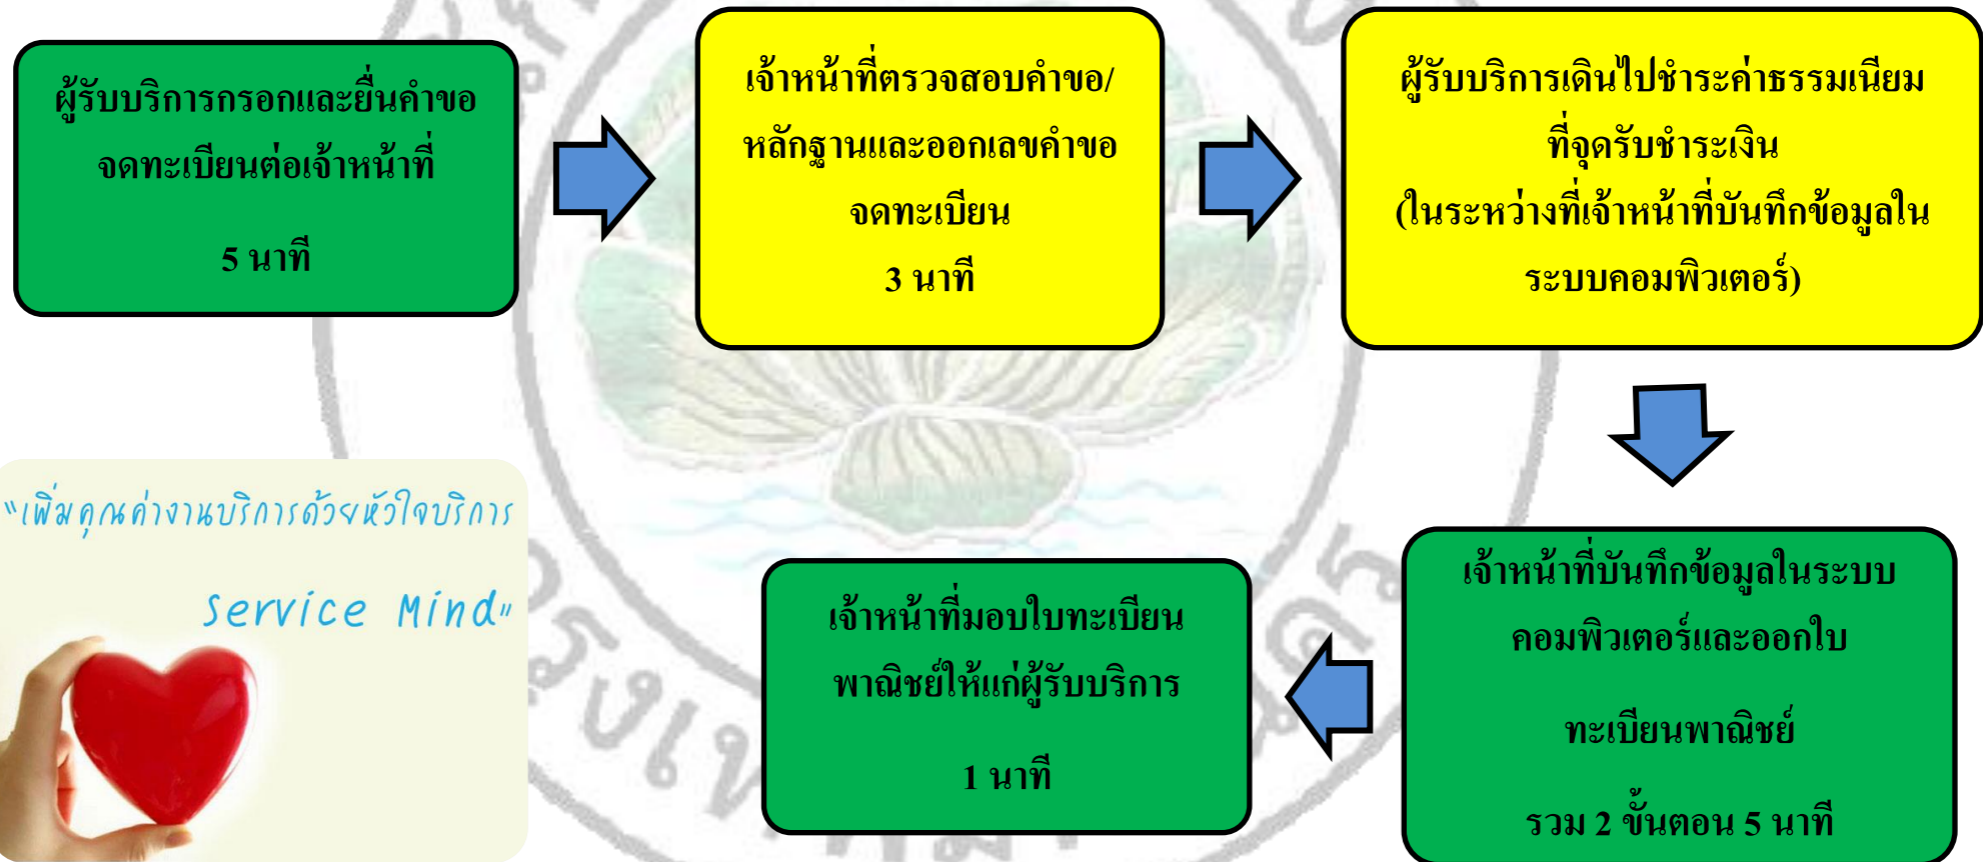 ผู้รับบริการกรอกและยื่นคำขอ
จดทะเบียนต่อเจ้าหน้าที่
5 นาที
เจ้าหน้าที่ตรวจสอบคำขอ/
หลักฐานและออกเลขคำขอ
จดทะเบียน
3 นาที
ผู้รับบริการเดินไปชำระค่าธรรมเนียม
ที่จุดรับชำระเงิน
(ในระหว่างที่เจ้าหน้าที่บันทึกข้อมูลใน
ระบบคอมพิวเตอร์)
เจ้าหน้าที่บันทึกข้อมูลในระบบ
คอมพิวเตอร์และออกใบ
ทะเบียนพาณิชย์
รวม 2 ขั้นตอน 5 นาที
เจ้าหน้าที่มอบใบทะเบียน
พาณิชย์ให้แก่ผู้รับบริการ
1 นาที
"เพิ่มคุณค่างานบริการด้วยหัวใจบริการ
Service Mind"